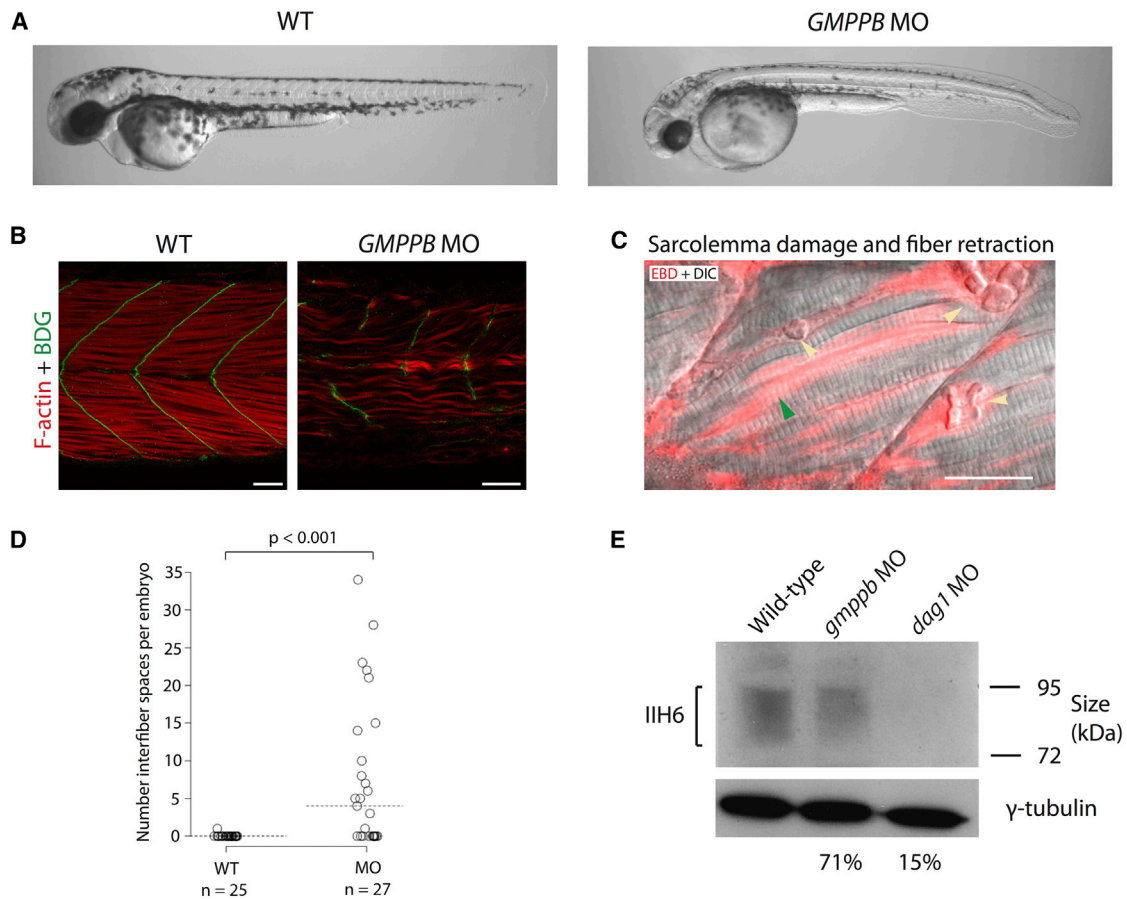 A
WT
GMPPB MO
B
WT
GMPPB MO
F-actin + BDG
C
Sarcolemma damage and fiber retraction
EBD + DIC
D
p < 0.001
Number interfiber spaces per embryo
35
30
25
20
15
10
5
0
WT
n = 25
MO
n = 27
E
Wild-type
gmppb MO
dag1 MO
IIH6
95
72
Size
(kDa)
γ-tubulin
71%
15%